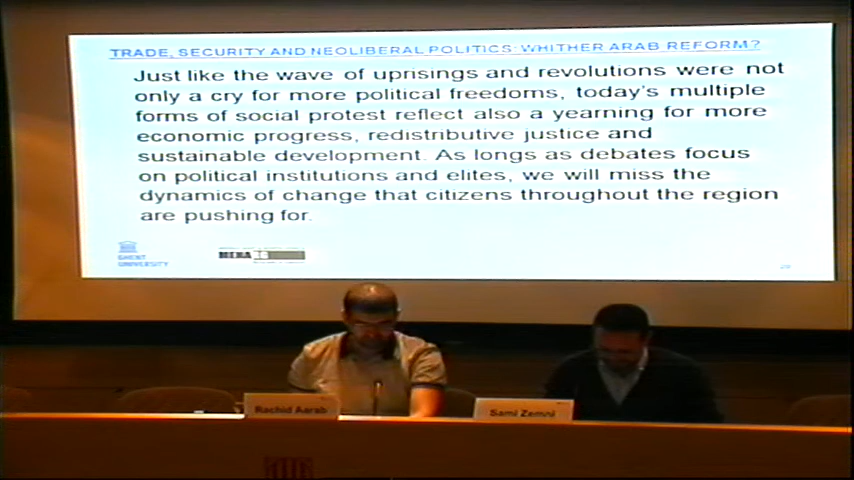 TRADE, SECURITY AND NEOLIBERAL POLITICS: WHITHER ARAB REFORM?
Just like the wave of uprisings and revolutions were not
only a cry for more political freedoms, today's multiple
forms of social protest reflect also a yearning for more
economic progress, redistributive justice and
sustainable development. As longs as debates focus
on political institutions and elites, we will miss the
dynamics of change that citizens throughout the region
are pushing for.
GHENT
UNIVERSITY
MENA
Rachid Aarab
Sami Zemni